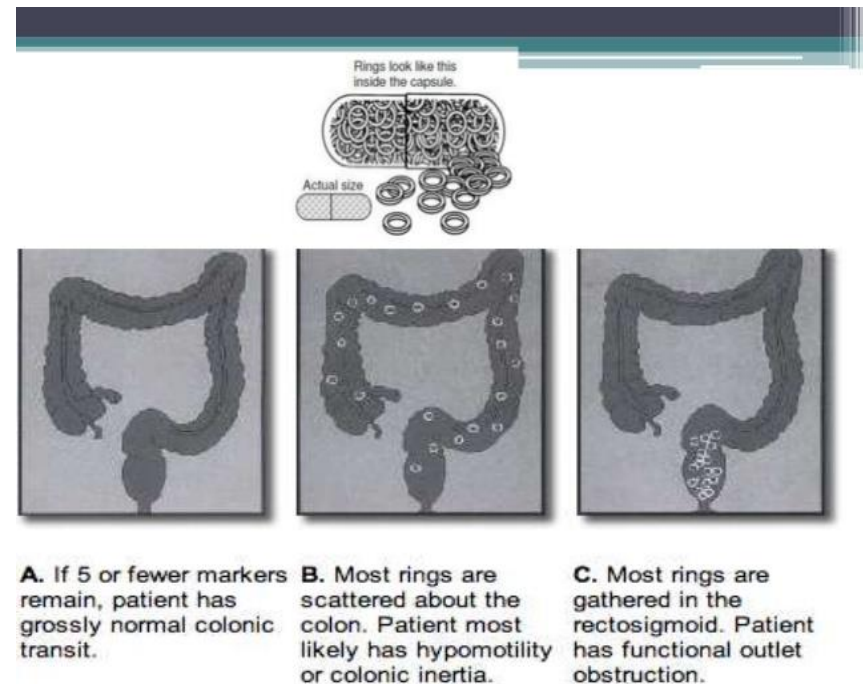 Rings look like this
inside the capsule.
Actual size
A. If 5 or fewer markers
remain, patient has
grossly normal colonic
transit.
B. Most rings are
scattered about the
colon. Patient most
likely has hypomotility
or colonic inertia.
C. Most rings are
gathered in the
rectosigmoid. Patient
has functional outlet
obstruction.